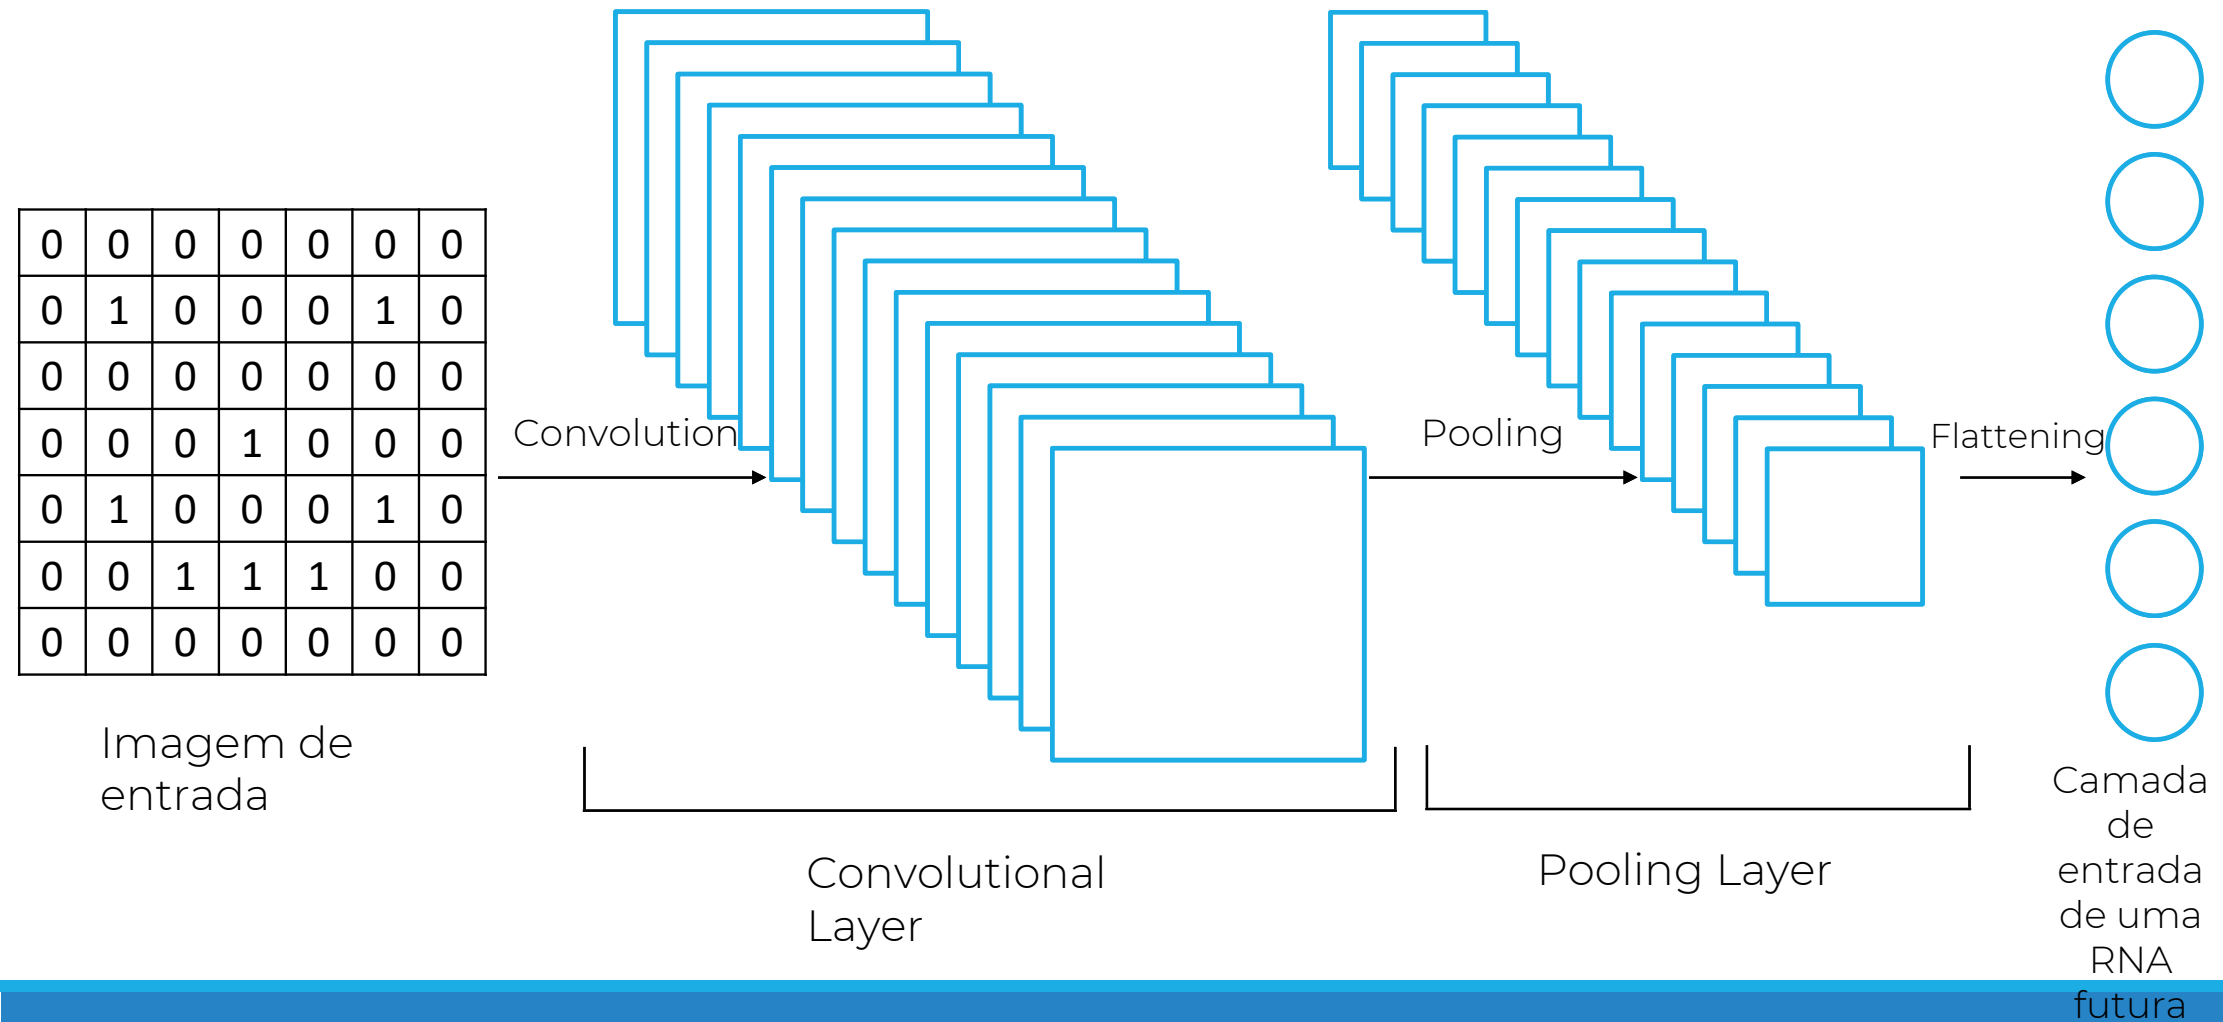 0 0 0 0 0 0 0
0 1 0 0 0 1 0
0 0 0 0 0 0 0
0 0 0 1 0 0 0
0 1 0 0 0 1 0
0 0 1 1 1 0 0
0 0 0 0 0 0 0
Imagem de
entrada
Convolution
Convolutional
Layer
Pooling
Pooling Layer
Flattening
Camada
de
entrada
de uma
RNA
futura